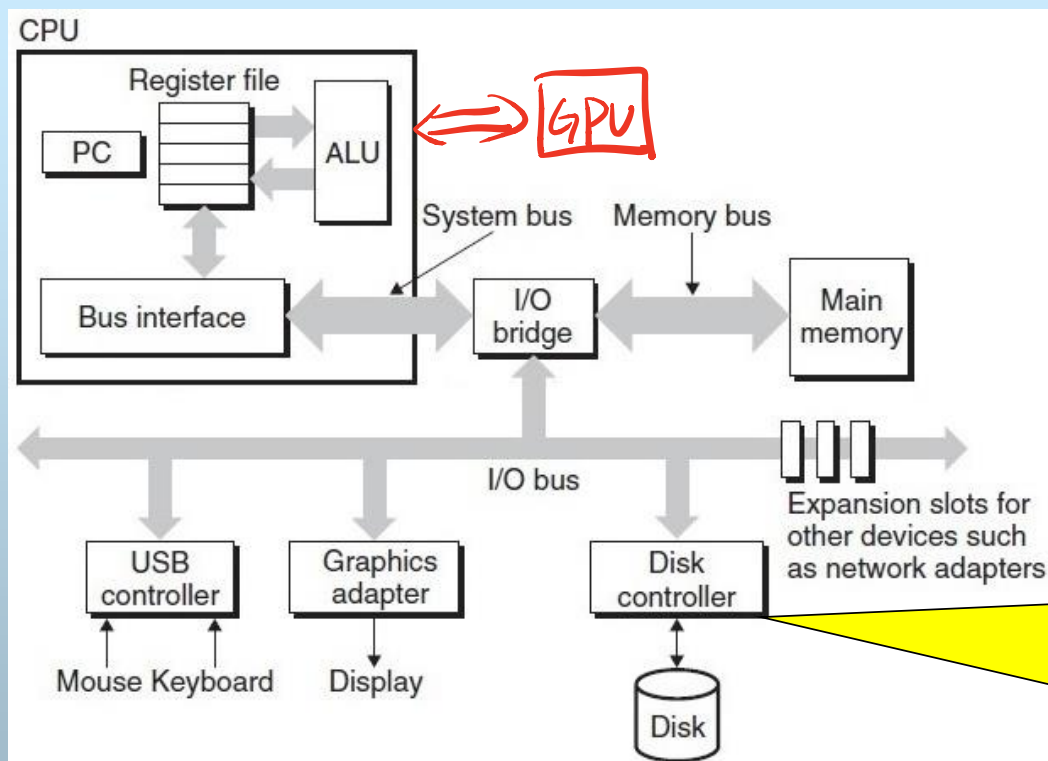 CPU
Register file
PC
ALU
GPU
System bus
Memory bus
Bus interface
I/O
bridge
Main
memory
I/O bus
Expansion slots for
other devices such
as network adapters
USB
controller
Graphics
adapter
Disk
controller
Mouse Keyboard
Display
Disk